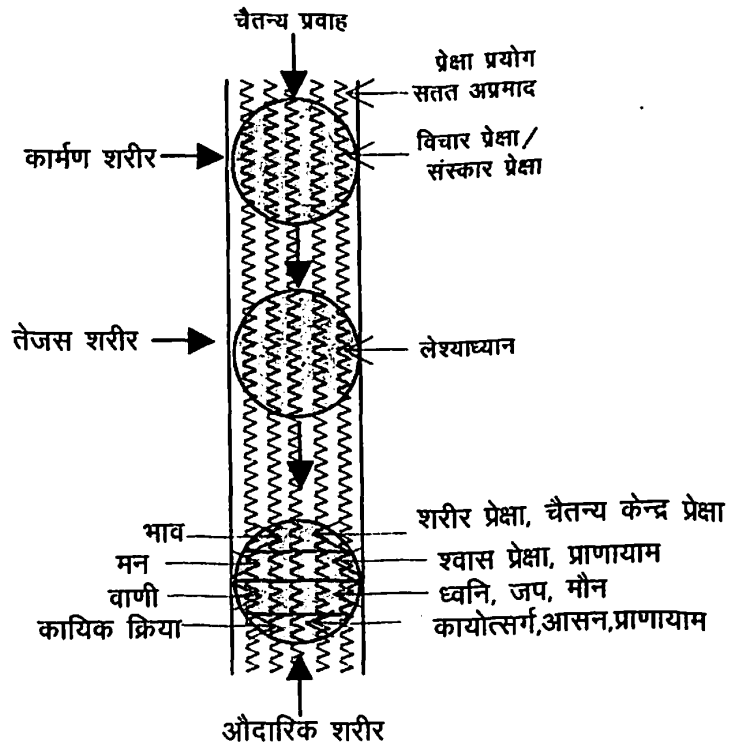 चैतन्य प्रवाह
प्रेक्षा प्रयोग
सतत अप्रमाद
कार्मण शरीर
विचार प्रेक्षा/
संस्कार प्रेक्षा
तेजस शरीर
लेश्याध्यान
भाव
शरीर प्रेक्षा, चैतन्य केन्द्र प्रेक्षा
मन
श्वास प्रेक्षा, प्राणायाम
वाणी
ध्वनि, जप, मौन
कायिक क्रिया
कायोत्सर्ग,आसन,प्राणायाम
औदारिक शरीर